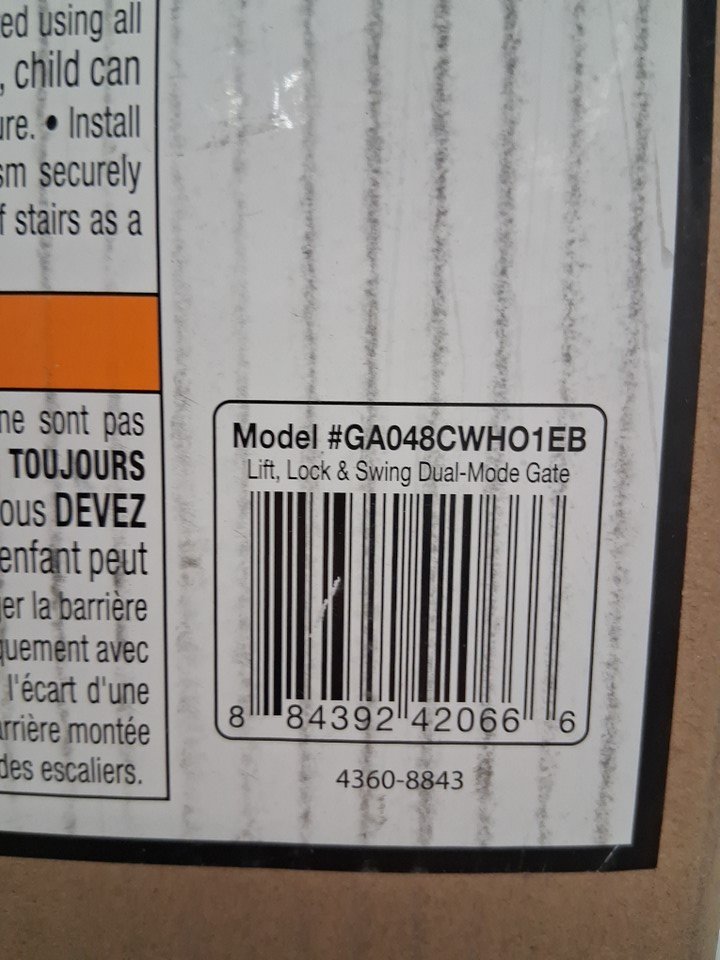 ed using all
, child can
ure. • Install
sm securely
f stairs as a
ne sont pas
TOUJOURS
ous DEVEZ
enfant peut
er la barrière
quement avec
l'écart d'une
arrière montée
des escaliers.
Model #GA048CWHO1EB
Lift, Lock & Swing Dual-Mode Gate
8 84392 42066 6
4360-8843